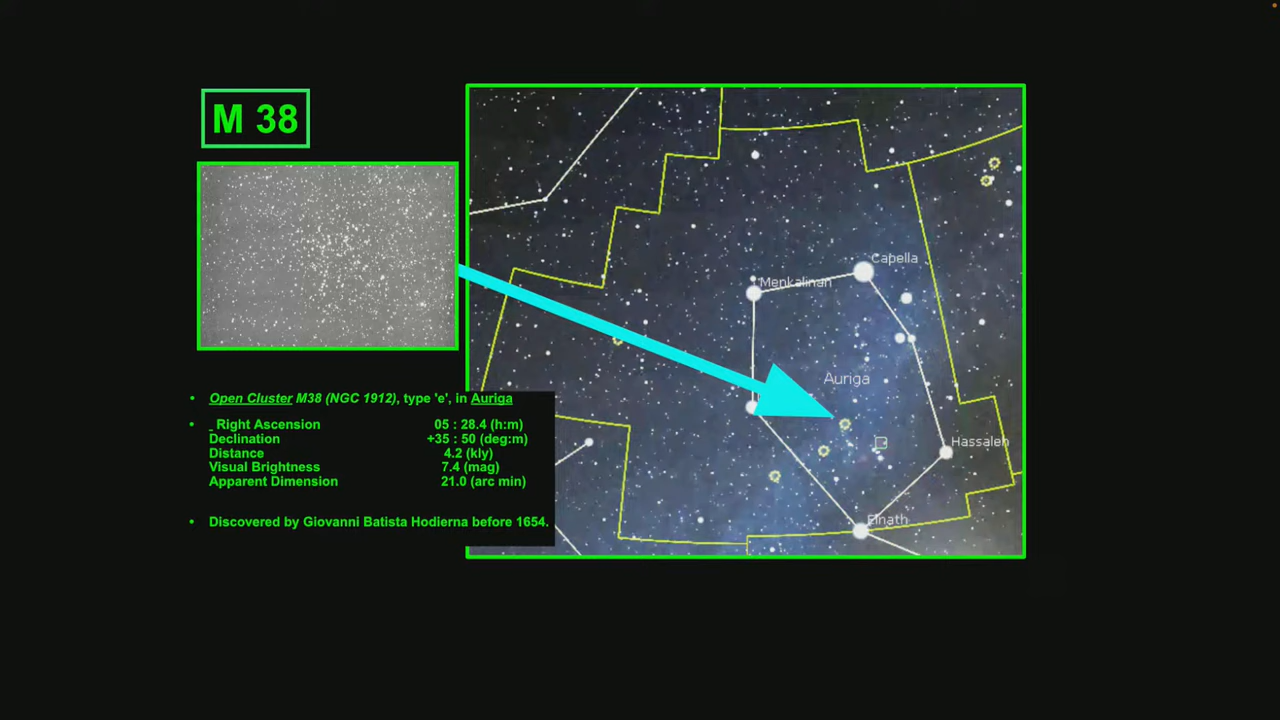 M 38
Capella
Menkalinan
Auriga
Hassaleh
Elnath
• Open Cluster M38 (NGC 1912), type 'e', in Auriga
• Right Ascension 05 : 28.4 (h:m)
Declination +35 : 50 (deg:m)
Distance 4.2 (kly)
Visual Brightness 7.4 (mag)
Apparent Dimension 21.0 (arc min)
• Discovered by Giovanni Batista Hodierna before 1654.